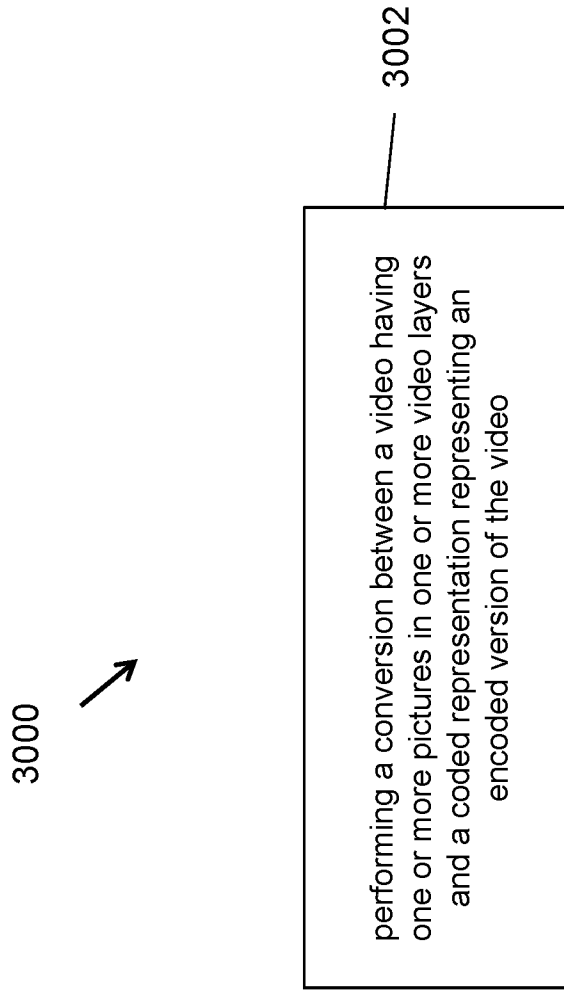 3000
performing a conversion between a video having
one or more pictures in one or more video layers
and a coded representation representing an
encoded version of the video
3002